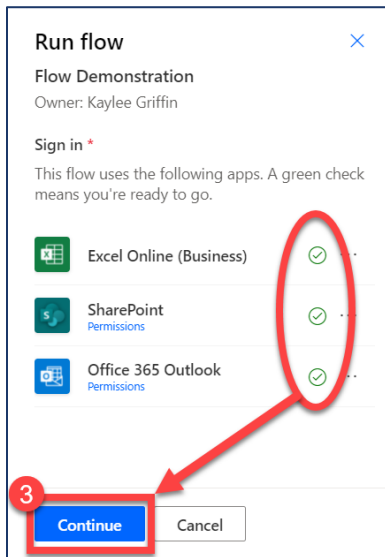 Run flow
Flow Demonstration
Owner: Kaylee Griffin
Sign in *
This flow uses the following apps. A green check
means you're ready to go.
Excel Online (Business)
SharePoint
Permissions
Office 365 Outlook
Permissions
3
Continue
Cancel